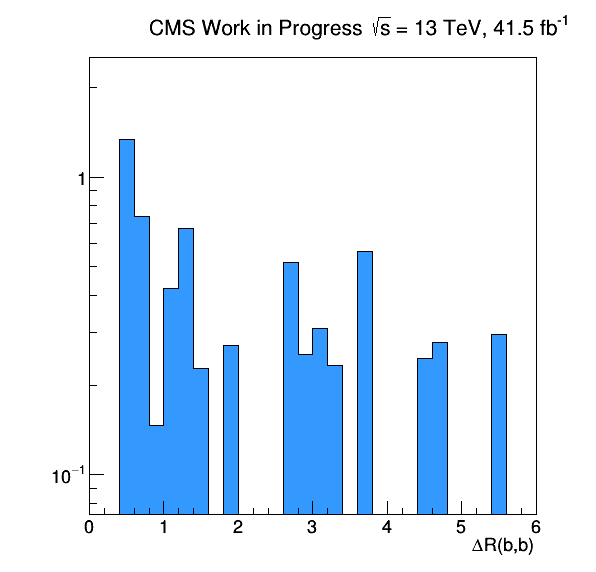 CMS Work in Progress √s = 13 TeV, 41.5 fb⁻¹
1
10⁻¹
0 1 2 3 4 5 6
ΔR(b,b)